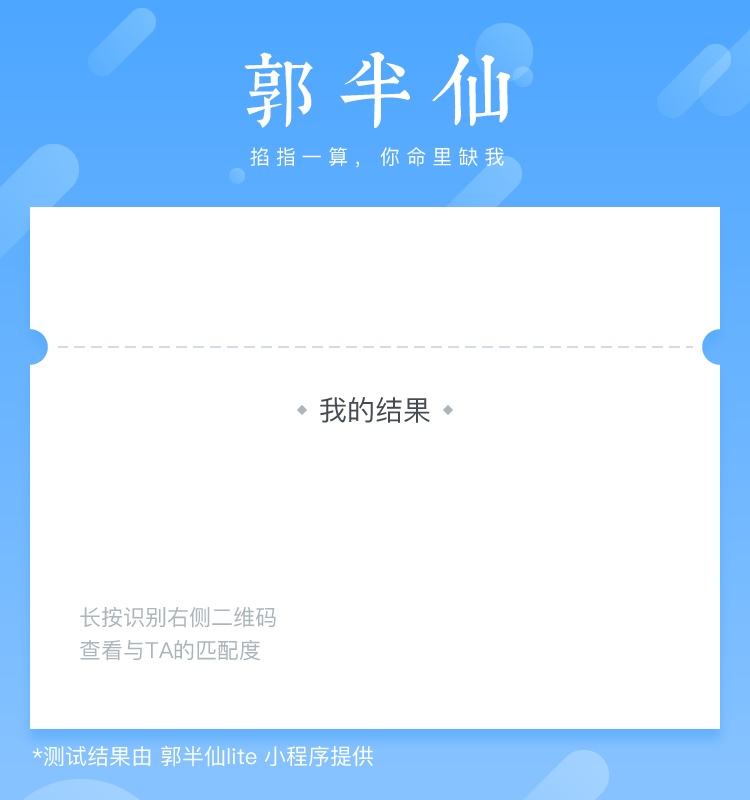 郭半仙
掐指一算，你命里缺我
我的结果
长按识别右侧二维码
查看与TA的匹配度
*测试结果由 郭半仙lite 小程序提供